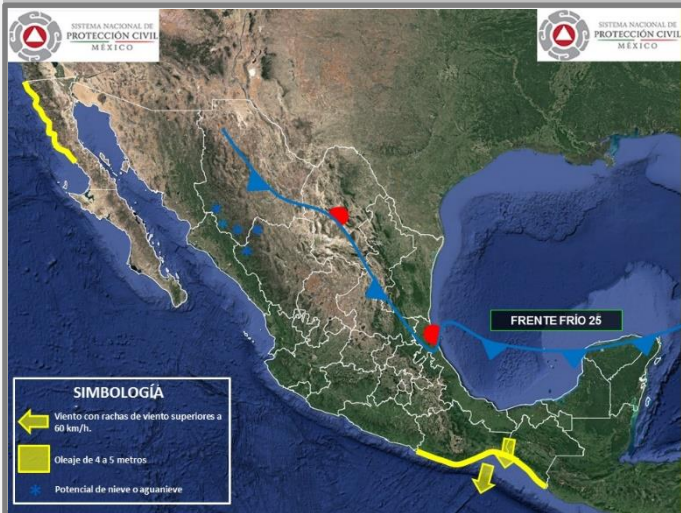 SISTEMA NACIONAL DE
PROTECCIÓN CIVIL
MÉXICO
SISTEMA NACIONAL DE
PROTECCIÓN CIVIL
MÉXICO
FRENTE FRÍO 25
SIMBOLOGÍA
Viento con rachas de viento superiores a
60 km/h.
Oleaje de 4 a 5 metros
Potencial de nieve o aguanieve